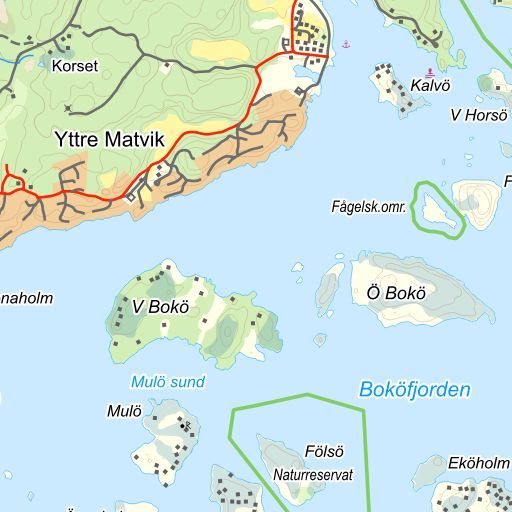 Korset
Kalvö
V Horsö
Yttre Matvik
Fågelsk.omr.
F
naholm
V Bokö
Ö Bokö
Mulö sund
Boköfjorden
Mulö
Fölsö
Naturreservat
Eköholm